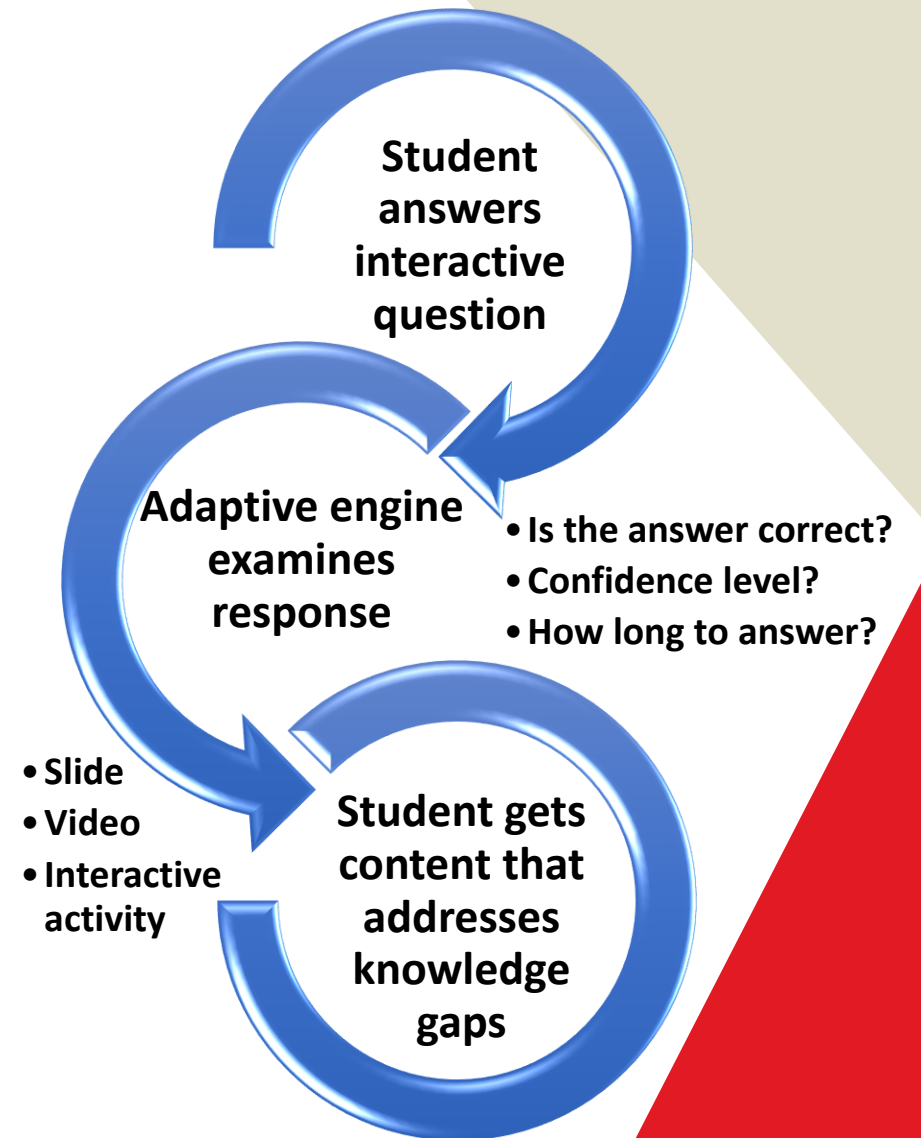 Student
answers
interactive
question
Adaptive engine
examines
response
• Is the answer correct?
• Confidence level?
• How long to answer?
• Slide
• Video
• Interactive
activity
Student gets
content that
addresses
knowledge
gaps